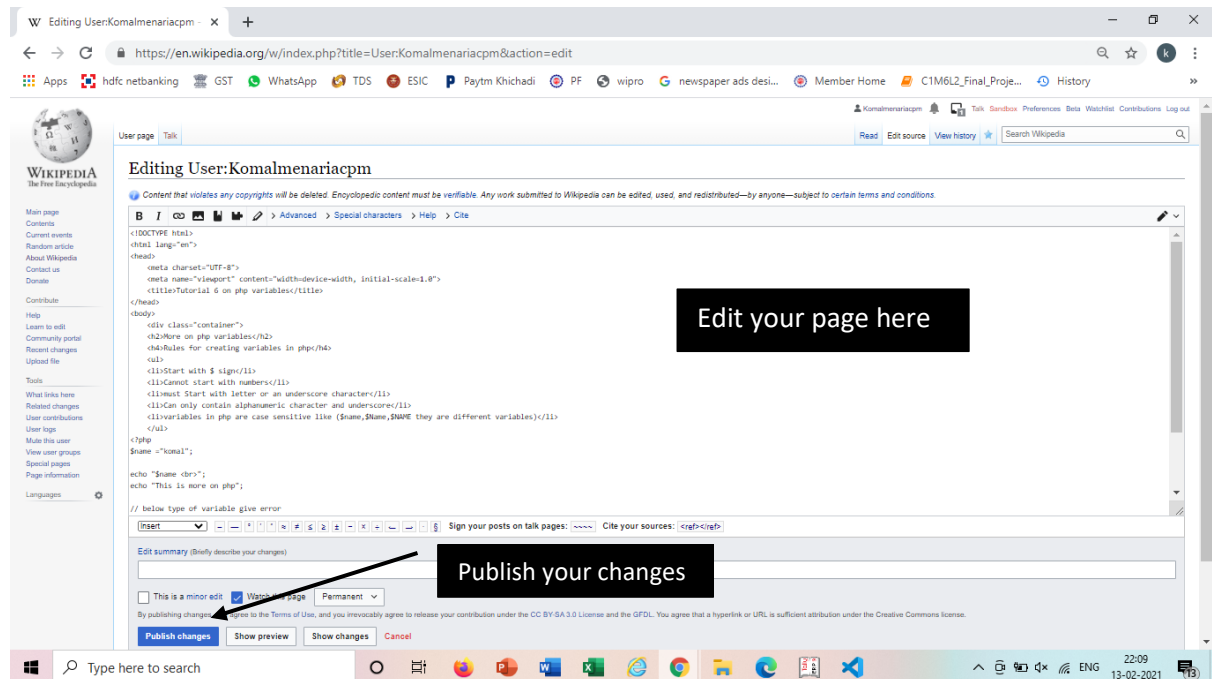 W Editing User:Komalmenariacpm - × +
https://en.wikipedia.org/w/index.php?title=User:Komalmenariacpm&action=edit k
Apps hdfc netbanking GST WhatsApp TDS ESIC Paytm Khichadi PF wipro G newspaper ads desi... Member Home C1M6L2_Final_Proje... History »
Komalmenariacpm 1 Talk Sandbox Preferences Beta Watchlist Contributions Log out
User page Talk Read Edit source View history Search Wikipedia
WIKIPEDIA
The Free Encyclopedia
Main page
Contents
Current events
Random article
About Wikipedia
Contact us
Donate
Contribute
Help
Learn to edit
Community portal
Recent changes
Upload file
Tools
What links here
Related changes
User contributions
User logs
Mute this user
View user groups
Special pages
Page information
Languages
Editing User:Komalmenariacpm
Content that violates any copyrights will be deleted. Encyclopedic content must be verifiable. Any work submitted to Wikipedia can be edited, used, and redistributed—by anyone—subject to certain terms and conditions.
B I > Advanced > Special characters > Help > Cite
<!DOCTYPE html>
<html lang="en">
<head>
<meta charset="UTF-8">
<meta name="viewport" content="width=device-width, initial-scale=1.0">
<title>Tutorial 6 on php variables</title>
</head>
<body>
<div class="container">
<h2>More on php variables</h2>
<h4>Rules for creating variables in php</h4>
<ul>
<li>Start with $ sign</li>
<li>Cannot start with numbers</li>
<li>must Start with letter or an underscore character</li>
<li>Can only contain alphanumeric character and underscore</li>
<li>variables in php are case sensitive like ($name,$Name,$NAME they are different variables)</li>
</ul>
<?php
$name ="komal";
echo "$name <br>";
echo "This is more on php";
// below type of variable give error
Edit your page here
Insert – — ° ′ ″ ≈ ≠ ≤ ≥ ± − × ÷ ← → · § Sign your posts on talk pages: ~~~~ Cite your sources: <ref></ref>
Edit summary (Briefly describe your changes)
Publish your changes
This is a minor edit Watch this page Permanent
By publishing changes, agree to the Terms of Use, and you irrevocably agree to release your contribution under the CC BY-SA 3.0 License and the GFDL. You agree that a hyperlink or URL is sufficient attribution under the Creative Commons license.
Publish changes Show preview Show changes Cancel
Type here to search ENG 22:09
13-02-2021 13